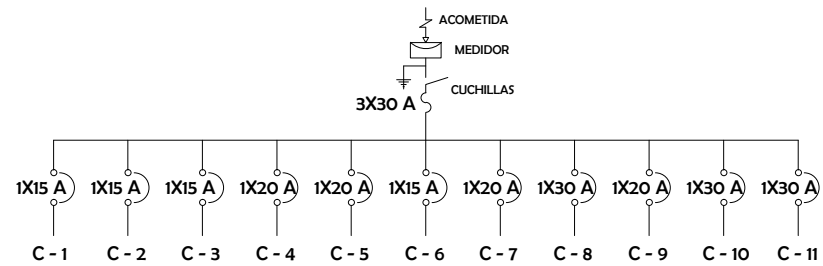 ACOMETIDA
MEDIDOR
CUCHILLAS
3X30 A
1X15 A 1X15 A 1X15 A 1X20 A 1X20 A 1X15 A 1X20 A 1X30 A 1X20 A 1X30 A 1X30 A
C - 1 C - 2 C - 3 C - 4 C - 5 C - 6 C - 7 C - 8 C - 9 C - 10 C - 11